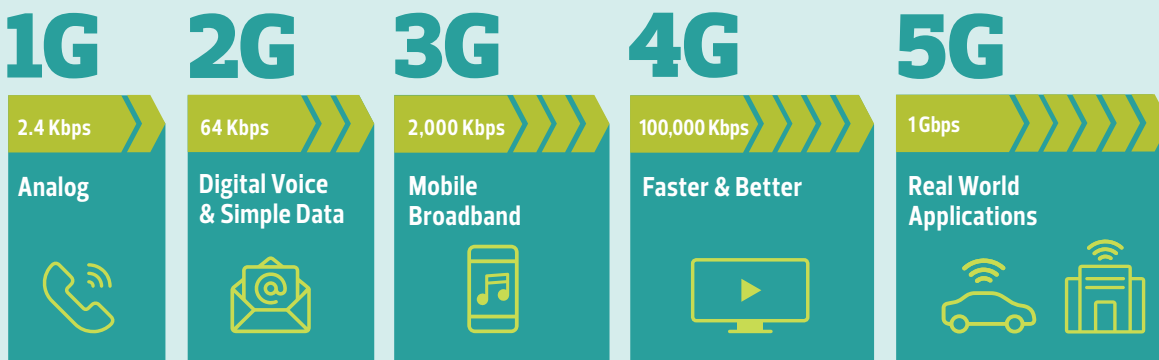 1G
2.4 Kbps
Analog
2G
64 Kbps
Digital Voice
& Simple Data
@
3G
2,000 Kbps
Mobile
Broadband
4G
100,000 Kbps
Faster & Better
5G
1 Gbps
Real World
Applications